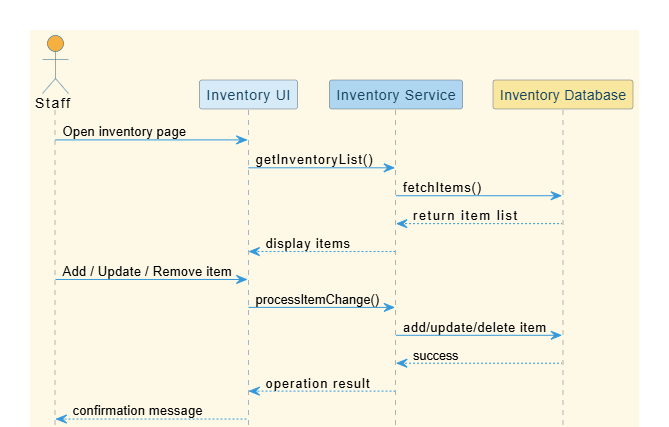 Staff
Inventory UI
Inventory Service
Inventory Database
Open inventory page
getInventoryList()
fetchItems()
return item list
display items
Add / Update / Remove item
processItemChange()
add/update/delete item
success
operation result
confirmation message